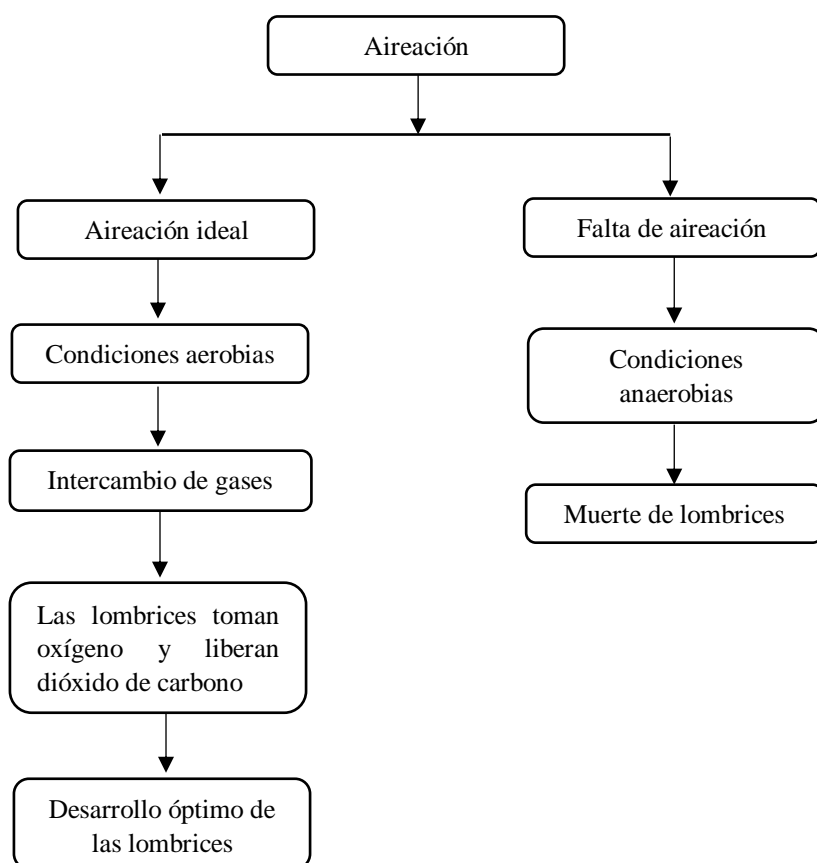 Aireación
Aireación ideal
Falta de aireación
Condiciones aerobias
Condiciones
anaerobias
Intercambio de gases
Muerte de lombrices
Las lombrices toman
oxígeno y liberan
dióxido de carbono
Desarrollo óptimo de
las lombrices